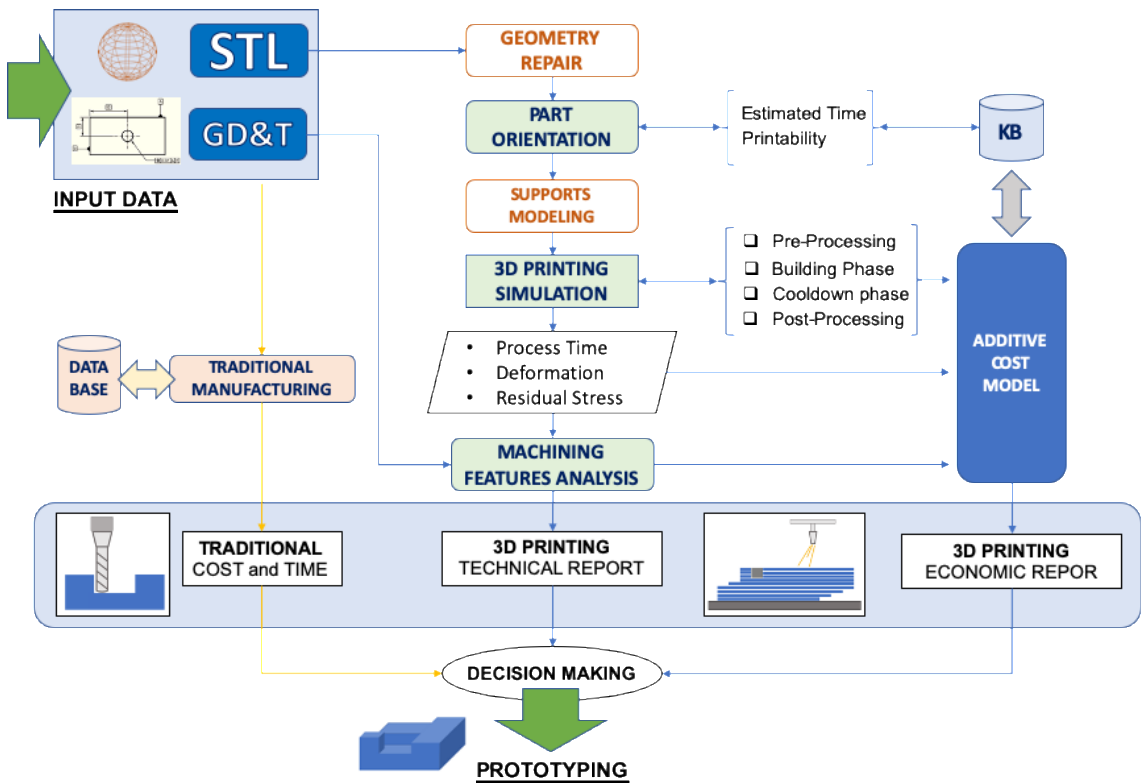 STL
GD&T
INPUT DATA
GEOMETRY
REPAIR
PART
ORIENTATION
Estimated Time
Printability
KB
SUPPORTS
MODELING
3D PRINTING
SIMULATION
❑ Pre-Processing
❑ Building Phase
❑ Cooldown phase
❑ Post-Processing
• Process Time
• Deformation
• Residual Stress
ADDITIVE
COST
MODEL
DATA
BASE
TRADITIONAL
MANUFACTURING
MACHINING
FEATURES ANALYSIS
TRADITIONAL
COST and TIME
3D PRINTING
TECHNICAL REPORT
3D PRINTING
ECONOMIC REPOR
DECISION MAKING
PROTOTYPING